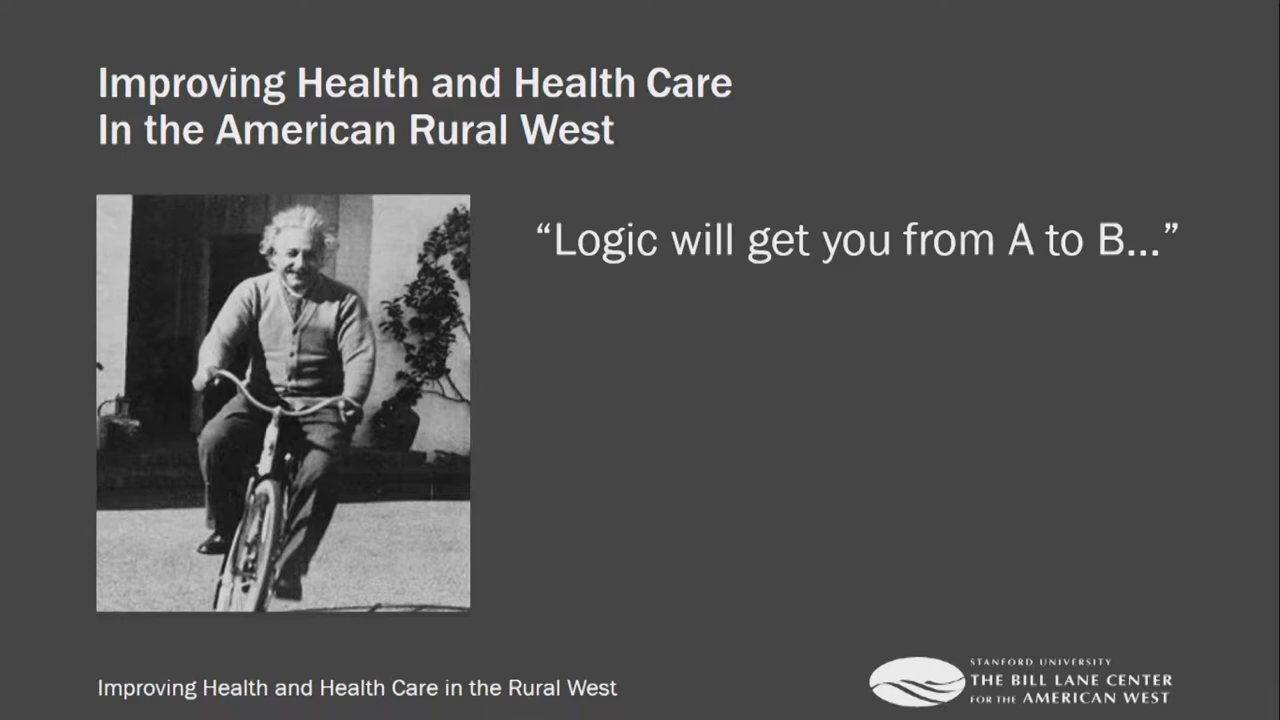 Improving Health and Health Care
In the American Rural West
“Logic will get you from A to B...”
Improving Health and Health Care in the Rural West
STANFORD UNIVERSITY
THE BILL LANE CENTER
FOR THE AMERICAN WEST